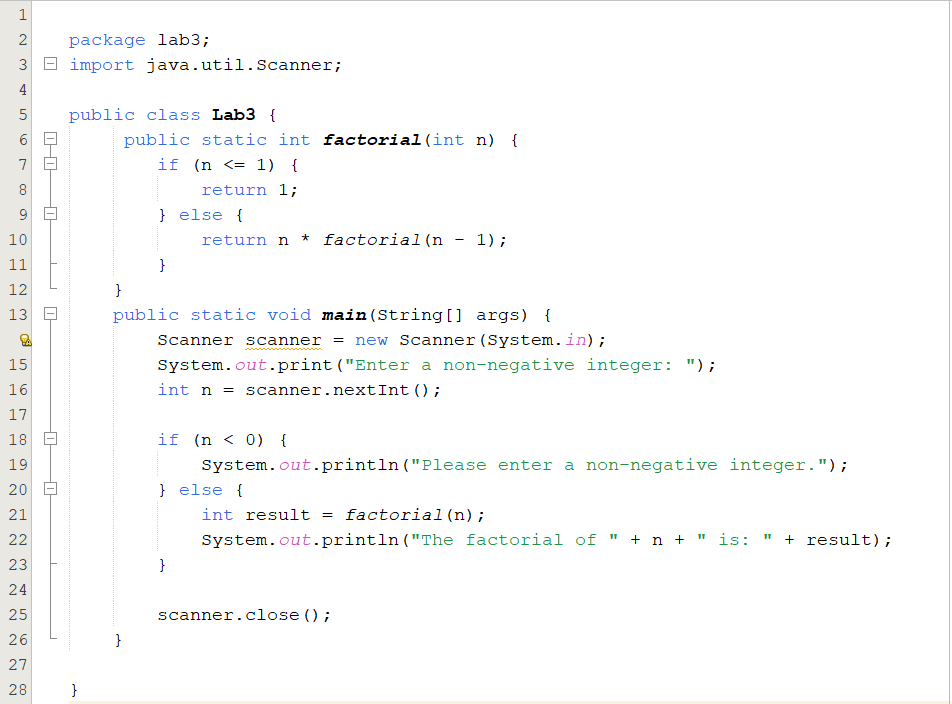 1
2 package lab3;
3 import java.util.Scanner;
4
5 public class Lab3 {
6 public static int factorial(int n) {
7 if (n <= 1) {
8 return 1;
9 } else {
10 return n * factorial(n - 1);
11 }
12 }
13 public static void main(String[] args) {
Scanner scanner = new Scanner(System.in);
15 System.out.print("Enter a non-negative integer: ");
16 int n = scanner.nextInt();
17
18 if (n < 0) {
19 System.out.println("Please enter a non-negative integer.");
20 } else {
21 int result = factorial(n);
22 System.out.println("The factorial of " + n + " is: " + result);
23 }
24
25 scanner.close();
26 }
27
28 }